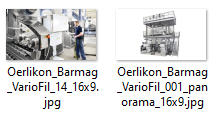 Oerlikon_Barmag
_VarioFil_14_16x9.
jpg
Oerlikon_Barmag
_VarioFil_001_pan
orama_16x9.jpg